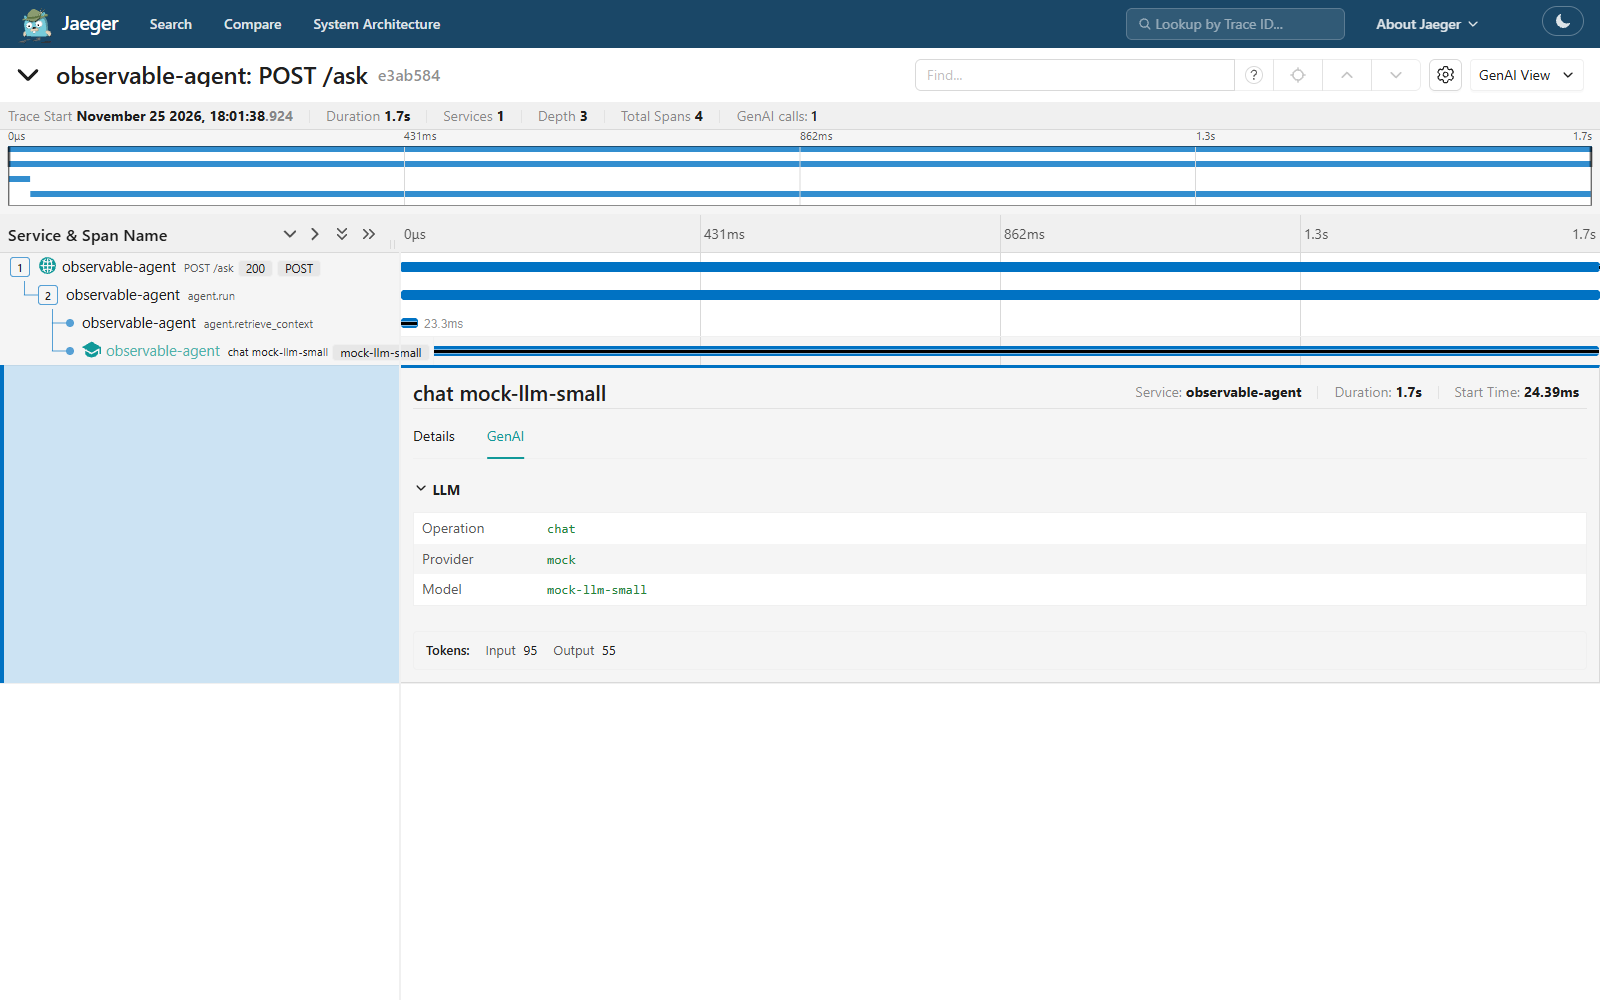 Jaeger Search Compare System Architecture Lookup by Trace ID... About Jaeger
observable-agent: POST /ask e3ab584 Find... ? GenAI View
Trace Start November 25 2026, 18:01:38.924 Duration 1.7s Services 1 Depth 3 Total Spans 4 GenAI calls: 1
0μs 431ms 862ms 1.3s 1.7s
Service & Span Name 0μs 431ms 862ms 1.3s 1.7s
1 observable-agent POST /ask 200 POST
2 observable-agent agent.run
observable-agent agent.retrieve_context 23.3ms
observable-agent chat mock-llm-small mock-llm-small
chat mock-llm-small Service: observable-agent Duration: 1.7s Start Time: 24.39ms
Details GenAI
LLM
Operation chat
Provider mock
Model mock-llm-small
Tokens: Input 95 Output 55